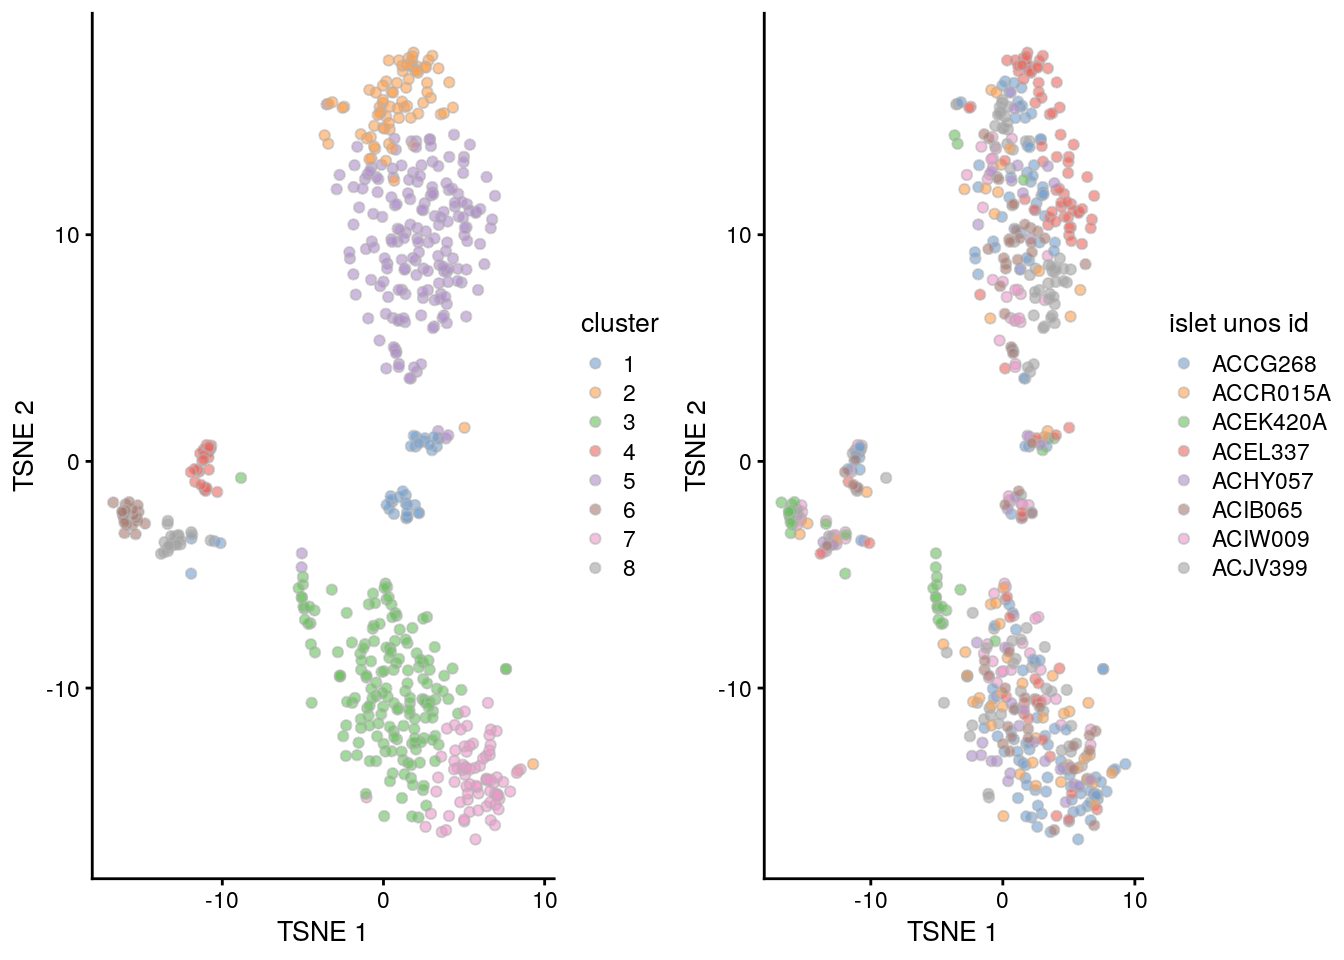 TSNE 2
10
0
-10
-10
0
10
TSNE 1
cluster
1
2
3
4
5
6
7
8
TSNE 2
10
0
-10
-10
0
10
TSNE 1
islet unos id
ACCG268
ACCR015A
ACEK420A
ACEL337
ACHY057
ACIB065
ACIW009
ACJV399